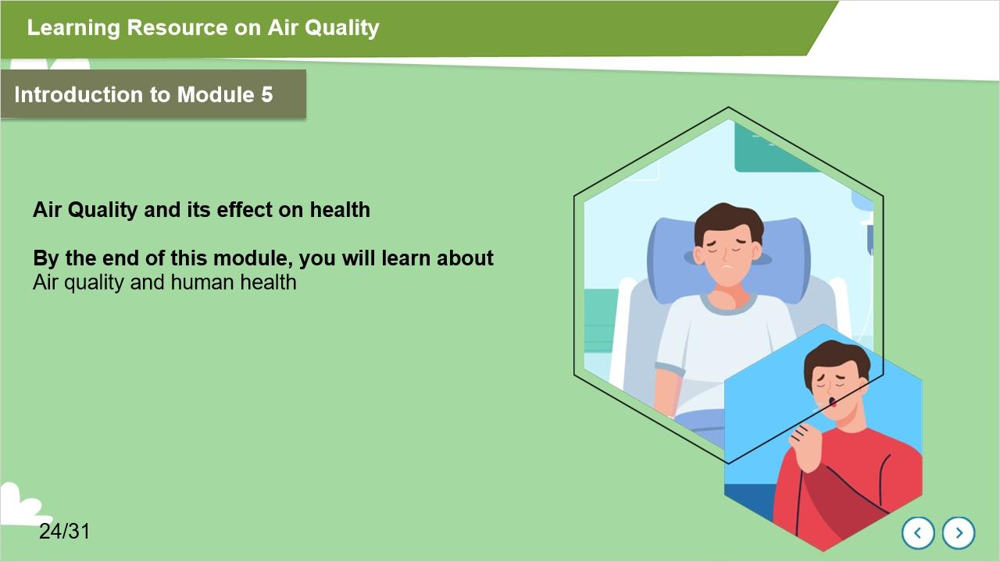 Learning Resource on Air Quality
Introduction to Module 5
Air Quality and its effect on health
By the end of this module, you will learn about
Air quality and human health
24/31